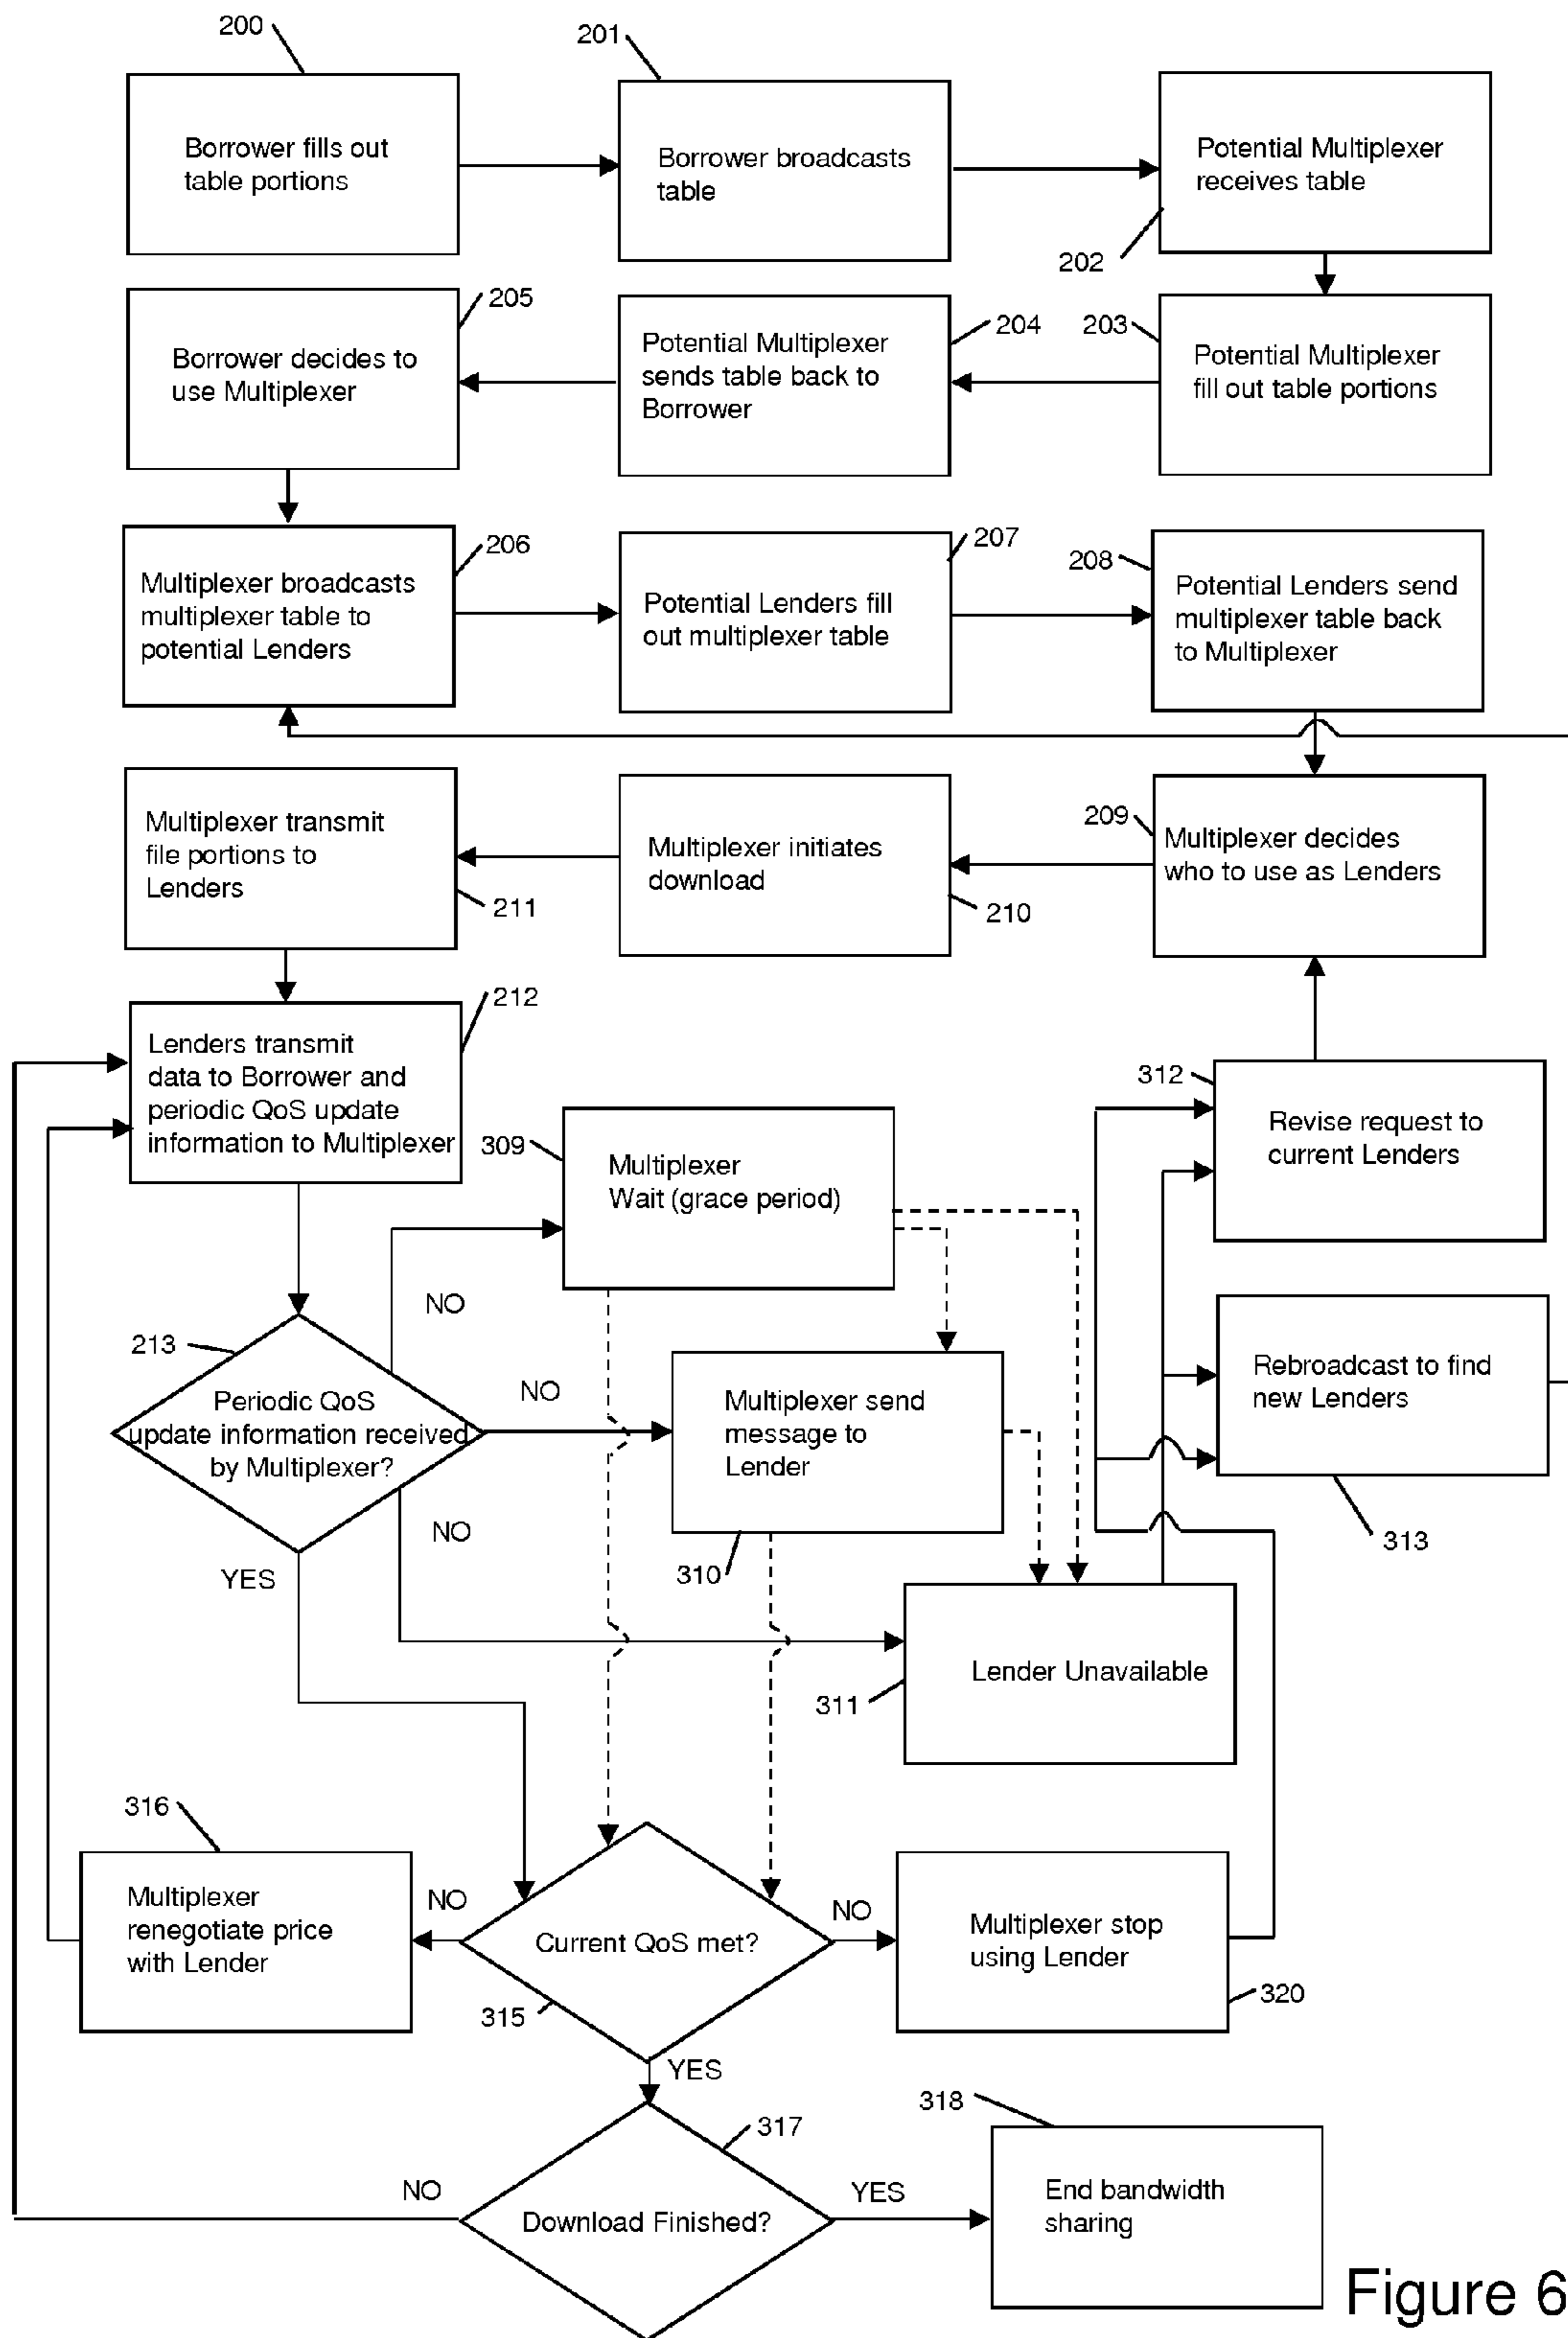 200
201
Borrower fills out
table portions
Borrower broadcasts
table
Potential Multiplexer
receives table
202
205
204
203
Borrower decides to
use Multiplexer
Potential Multiplexer
sends table back to
Borrower
Potential Multiplexer
fill out table portions
206
207
208
Multiplexer broadcasts
multiplexer table to
potential Lenders
Potential Lenders fill
out multiplexer table
Potential Lenders send
multiplexer table back
to Multiplexer
209
Multiplexer transmit
file portions to
Lenders
Multiplexer initiates
download
Multiplexer decides
who to use as Lenders
211
210
212
Lenders transmit
data to Borrower and
periodic QoS update
information to Multiplexer
312
Revise request to
current Lenders
309
Multiplexer
Wait (grace period)
NO
213
Periodic QoS
update information received
by Multiplexer?
NO
Multiplexer send
message to
Lender
Rebroadcast to find
new Lenders
NO
313
YES
310
Lender Unavailable
311
316
Multiplexer
renegotiate price
with Lender
NO
Current QoS met?
NO
Multiplexer stop
using Lender
315
320
YES
318
317
NO
Download Finished?
YES
End bandwidth
sharing
Figure 6